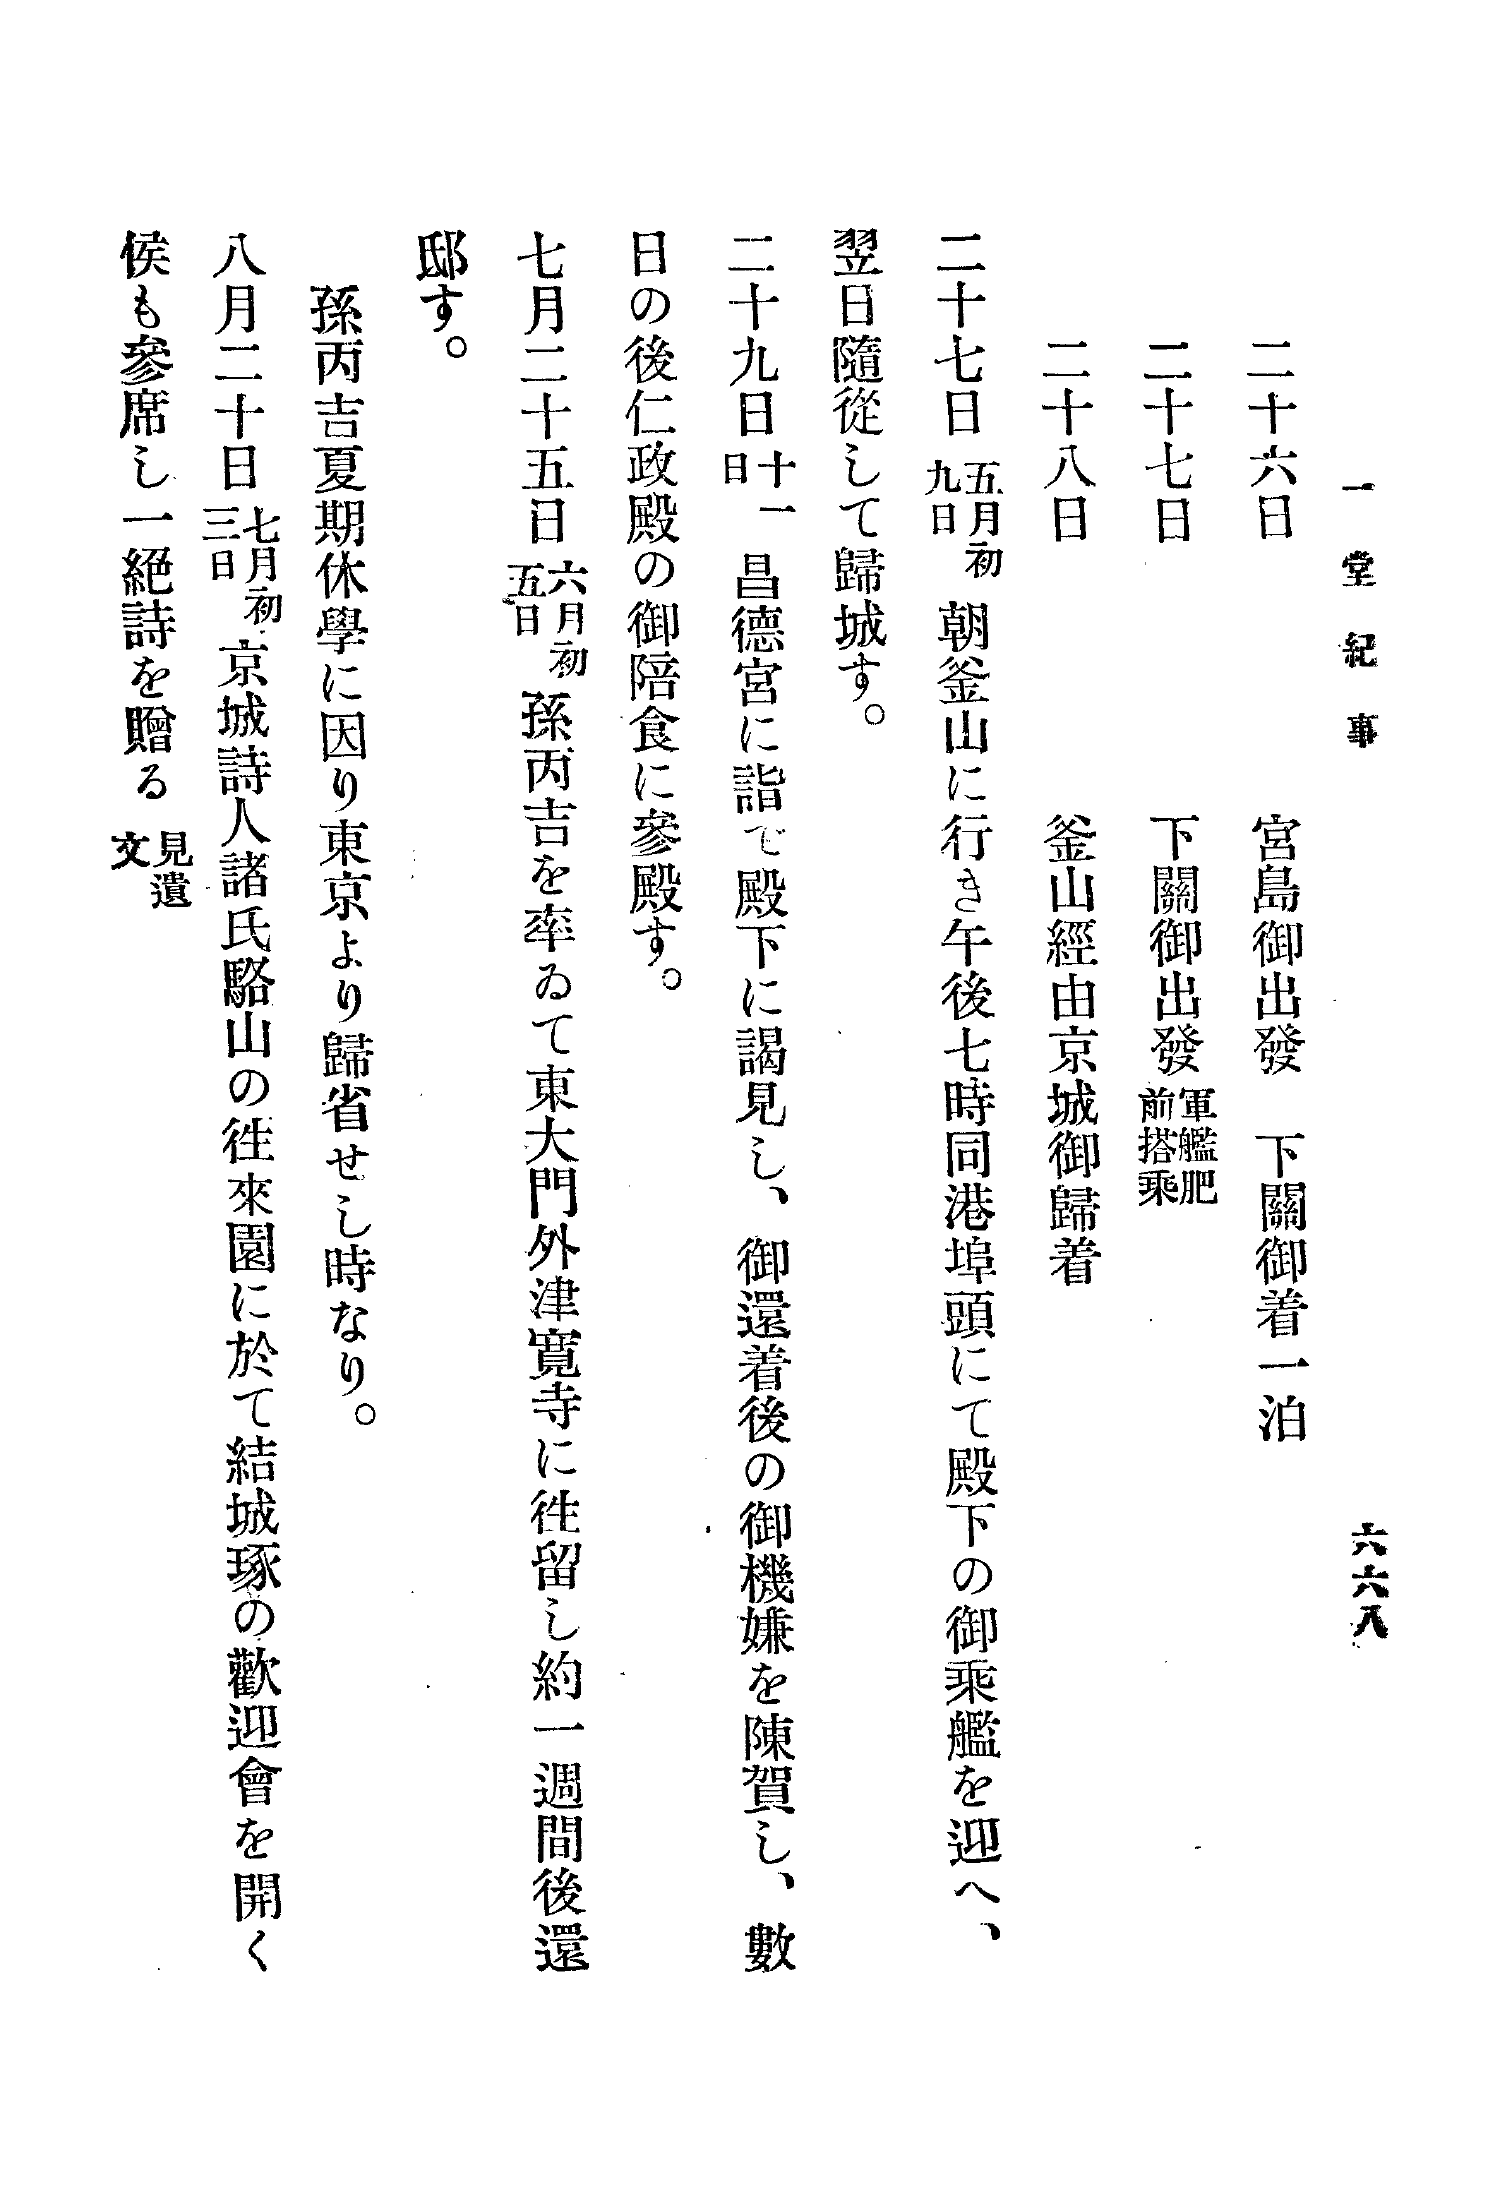 一堂紀事
六六八
二十六日 宮島御出發 下關御着一泊
二十七日 下關御出發 軍艦肥前搭乘
二十八日 釜山經由京城御歸着
二十七日 五月初九日 朝釜山に行き午後七時同港埠頭にて殿下の御乘艦を迎へ、
翌日隨從して歸城す。
二十九日 十一日 昌德宮に詣で殿下に謁見し、御還着後の御機嫌を陳賀し、數
日の後仁政殿の御陪食に參殿す。
七月二十五日 六月初五日 孫丙吉を率ゐて東大門外津寬寺に徃留し約一週間後還
邸す。
孫丙吉夏期休學に因り東京より歸省せし時なり。
八月二十日 七月初三日 京城詩人諸氏駱山の徃來園に於て結城琢の歡迎會を開く
侯も參席し一絕詩を贈る 見遺文